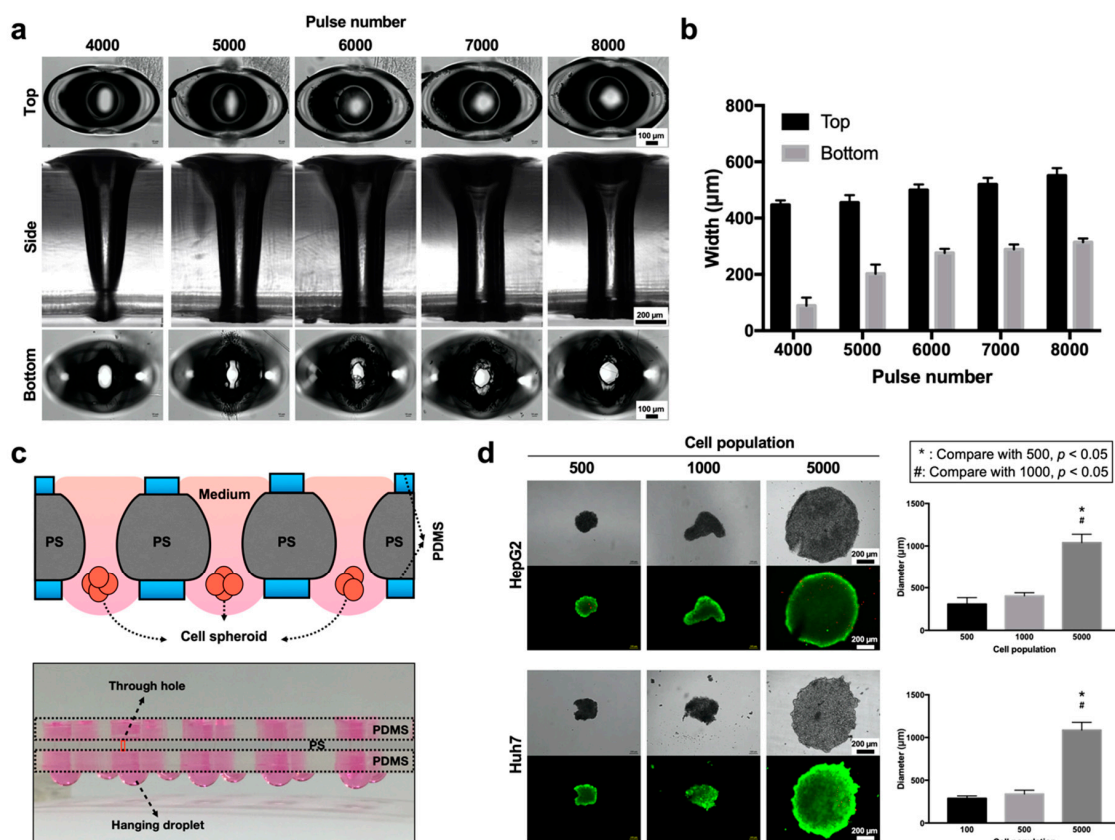 a
Pulse number
4000 5000 6000 7000 8000
Top
100 µm
Side
200 µm
Bottom
100 µm
b
800
600
400
200
0
Width (µm)
Top
Bottom
4000 5000 6000 7000 8000
Pulse number
c
Medium
PS PS PS PS
PDMS
Cell spheroid
Through hole
PDMS
PS
PDMS
Hanging droplet
d
Cell population
500 1000 5000
HepG2
200 µm
200 µm
Huh7
200 µm
200 µm
* : Compare with 500, p < 0.05
#: Compare with 1000, p < 0.05
1500
1000
500
0
Diameter (µm)
*
#
500 1000 5000
Cell population
1500
1000
500
0
Diameter (µm)
*
#
100 500 5000
Cell population